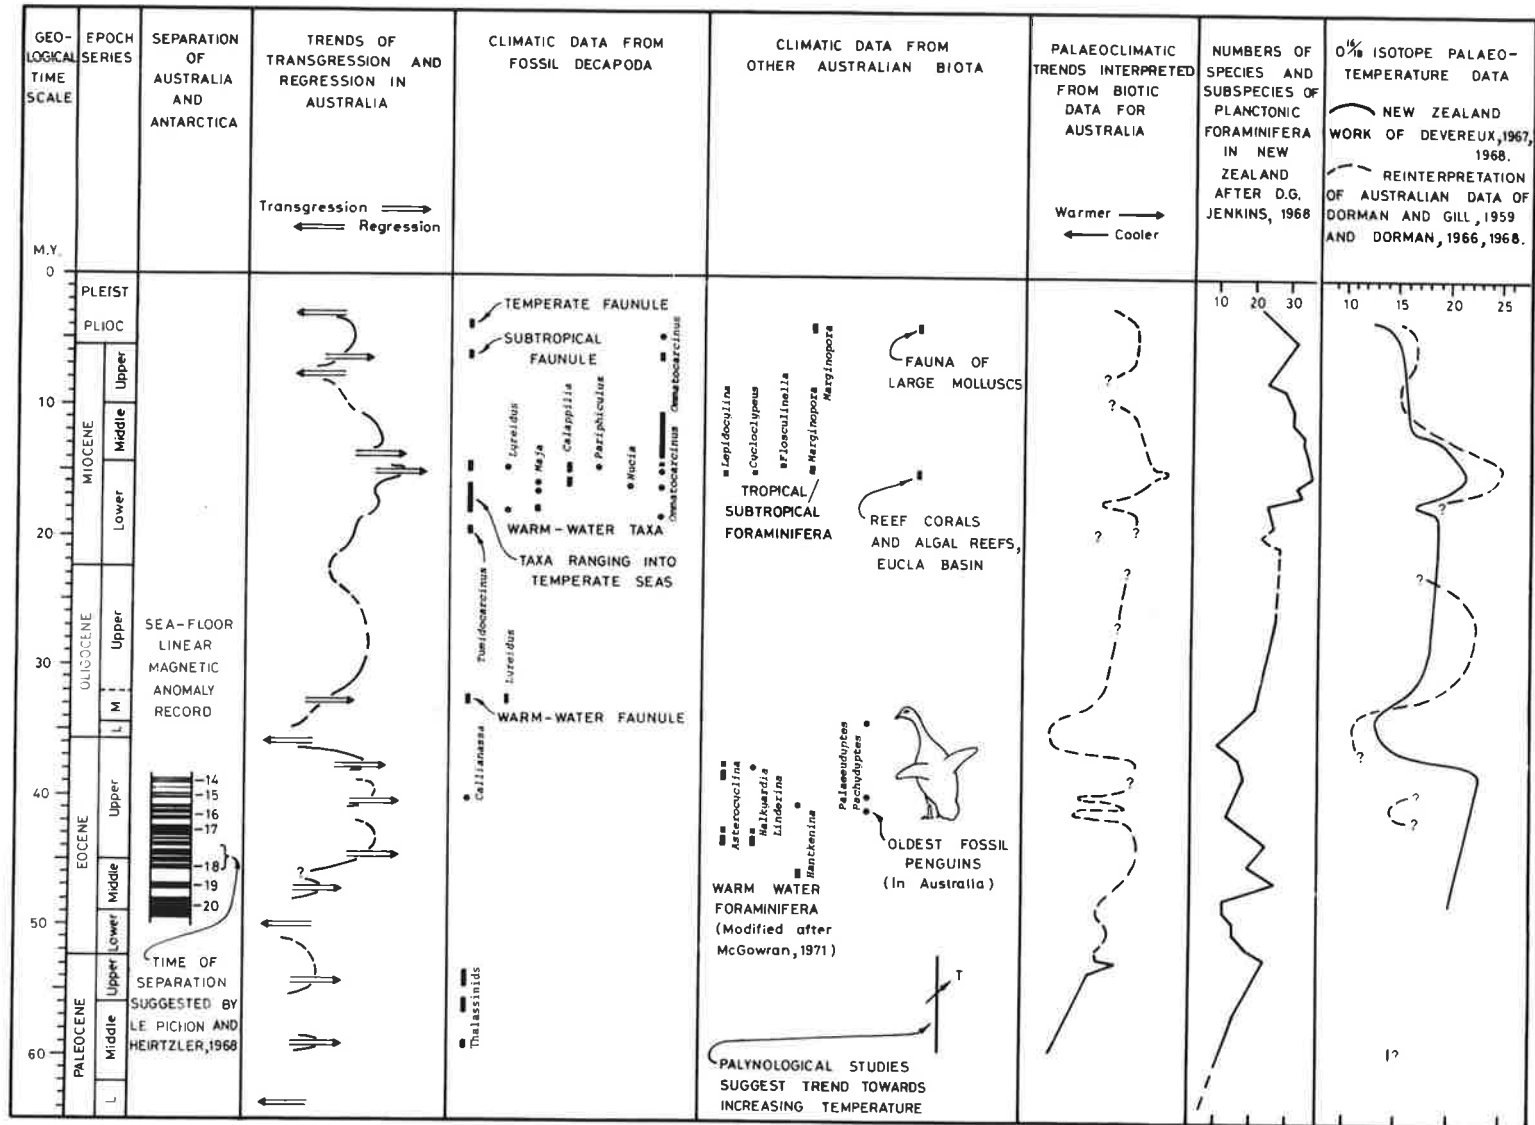 GEO-
LOGICAL
TIME
SCALE
M.Y.
EPOCH
SERIES
SEPARATION
OF
AUSTRALIA
AND
ANTARCTICA
TRENDS OF
TRANSGRESSION AND
REGRESSION IN
AUSTRALIA
Transgression
Regression
CLIMATIC DATA FROM
FOSSIL DECAPODA
CLIMATIC DATA FROM
OTHER AUSTRALIAN BIOTA
PALAEOCLIMATIC
TRENDS INTERPRETED
FROM BIOTIC
DATA FOR
AUSTRALIA
Warmer
Cooler
NUMBERS OF
SPECIES AND
SUBSPECIES OF
PLANCTONIC
FORAMINIFERA
IN NEW
ZEALAND
AFTER D.G.
JENKINS, 1968
O16/18 ISOTOPE PALAEO-
TEMPERATURE DATA
NEW ZEALAND
WORK OF DEVEREUX, 1967,
1968.
REINTERPRETATION
OF AUSTRALIAN DATA OF
DORMAN AND GILL, 1959
AND DORMAN, 1966, 1968.
0
10
20
30
40
50
60
PLEIST
PLIOC
MIOCENE
Upper
Middle
Lower
OLIGOCENE
Upper
M
L
EOCENE
Upper
Middle
Lower
PALEOCENE
Upper
Middle
L
SEA-FLOOR
LINEAR
MAGNETIC
ANOMALY
RECORD
-14
-15
-16
-17
-18
-19
-20
TIME OF
SEPARATION
SUGGESTED BY
LE PICHON AND
HEIRTZLER, 1968
?
TEMPERATE FAUNULE
SUBTROPICAL
FAUNULE
Ommatocarcinus
Lyreidus
Maja
Calappilia
Pariphiculus
Nucia
Ommatocarcinus
WARM-WATER TAXA
TAXA RANGING INTO
TEMPERATE SEAS
Tumidocarcinus
Lyreidus
WARM-WATER FAUNULE
Callianassa
Thalassinids
Marginopora
FAUNA OF
LARGE MOLLUSCS
Lepidocylina
Cycloclypeus
Flosculinella
Marginopora
TROPICAL/
SUBTROPICAL
FORAMINIFERA
REEF CORALS
AND ALGAL REEFS,
EUCLA BASIN
Asterocyclina
Halkyardia
Linderina
Hantkenina
Palaeeuduptes
Pachyduptes
OLDEST FOSSIL
PENGUINS
(In Australia)
WARM WATER
FORAMINIFERA
(Modified after
McGowran, 1971)
T
PALYNOLOGICAL STUDIES
SUGGEST TREND TOWARDS
INCREASING TEMPERATURE
?
?
?
?
?
?
?
10 20 30
10 15 20 25
?
?
?
?
?
?